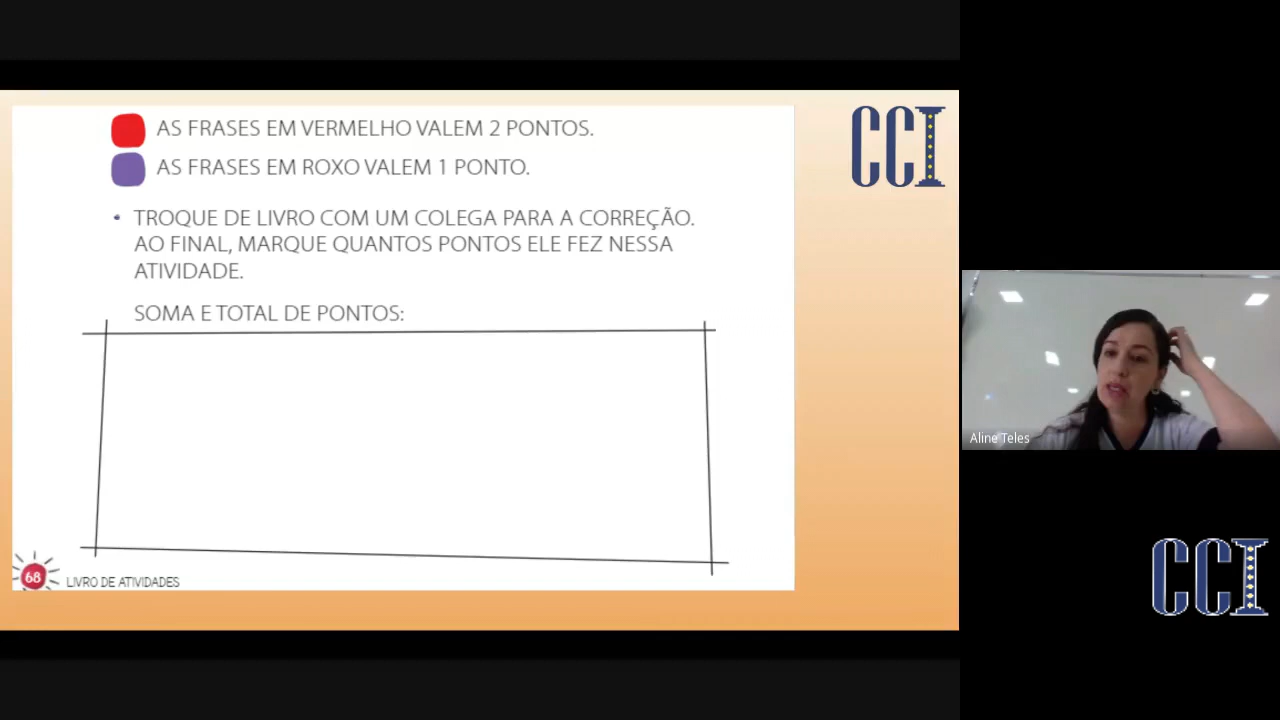 AS FRASES EM VERMELHO VALEM 2 PONTOS.
AS FRASES EM ROXO VALEM 1 PONTO.
• TROQUE DE LIVRO COM UM COLEGA PARA A CORREÇÃO.
AO FINAL, MARQUE QUANTOS PONTOS ELE FEZ NESSA
ATIVIDADE.
SOMA E TOTAL DE PONTOS:
68 LIVRO DE ATIVIDADES
CCI
Aline Teles
CCI